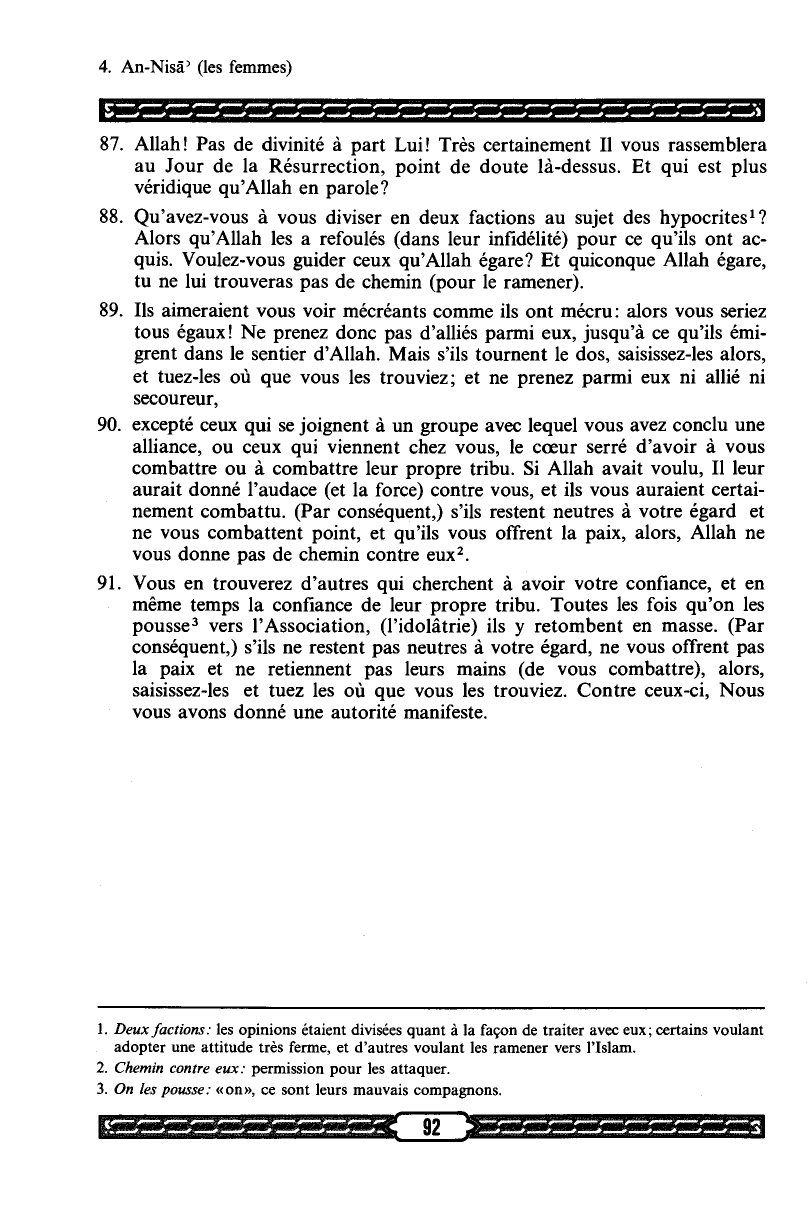 4. An-Nisāʾ (les femmes)
87. Allah! Pas de divinité à part Lui! Très certainement Il vous rassemblera
au Jour de la Résurrection, point de doute là-dessus. Et qui est plus
véridique qu'Allah en parole?
88. Qu'avez-vous à vous diviser en deux factions au sujet des hypocrites¹?
Alors qu'Allah les a refoulés (dans leur infidélité) pour ce qu'ils ont ac-
quis. Voulez-vous guider ceux qu'Allah égare? Et quiconque Allah égare,
tu ne lui trouveras pas de chemin (pour le ramener).
89. Ils aimeraient vous voir mécréants comme ils ont mécru: alors vous seriez
tous égaux! Ne prenez donc pas d'alliés parmi eux, jusqu'à ce qu'ils émi-
grent dans le sentier d'Allah. Mais s'ils tournent le dos, saisissez-les alors,
et tuez-les où que vous les trouviez; et ne prenez parmi eux ni allié ni
secoureur,
90. excepté ceux qui se joignent à un groupe avec lequel vous avez conclu une
alliance, ou ceux qui viennent chez vous, le cœur serré d'avoir à vous
combattre ou à combattre leur propre tribu. Si Allah avait voulu, Il leur
aurait donné l'audace (et la force) contre vous, et ils vous auraient certai-
nement combattu. (Par conséquent,) s'ils restent neutres à votre égard et
ne vous combattent point, et qu'ils vous offrent la paix, alors, Allah ne
vous donne pas de chemin contre eux².
91. Vous en trouverez d'autres qui cherchent à avoir votre confiance, et en
même temps la confiance de leur propre tribu. Toutes les fois qu'on les
pousse³ vers l'Association, (l'idolâtrie) ils y retombent en masse. (Par
conséquent,) s'ils ne restent pas neutres à votre égard, ne vous offrent pas
la paix et ne retiennent pas leurs mains (de vous combattre), alors,
saisissez-les et tuez les où que vous les trouviez. Contre ceux-ci, Nous
vous avons donné une autorité manifeste.
1. Deux factions: les opinions étaient divisées quant à la façon de traiter avec eux; certains voulant
adopter une attitude très ferme, et d'autres voulant les ramener vers l'Islam.
2. Chemin contre eux: permission pour les attaquer.
3. On les pousse: «on», ce sont leurs mauvais compagnons.
92